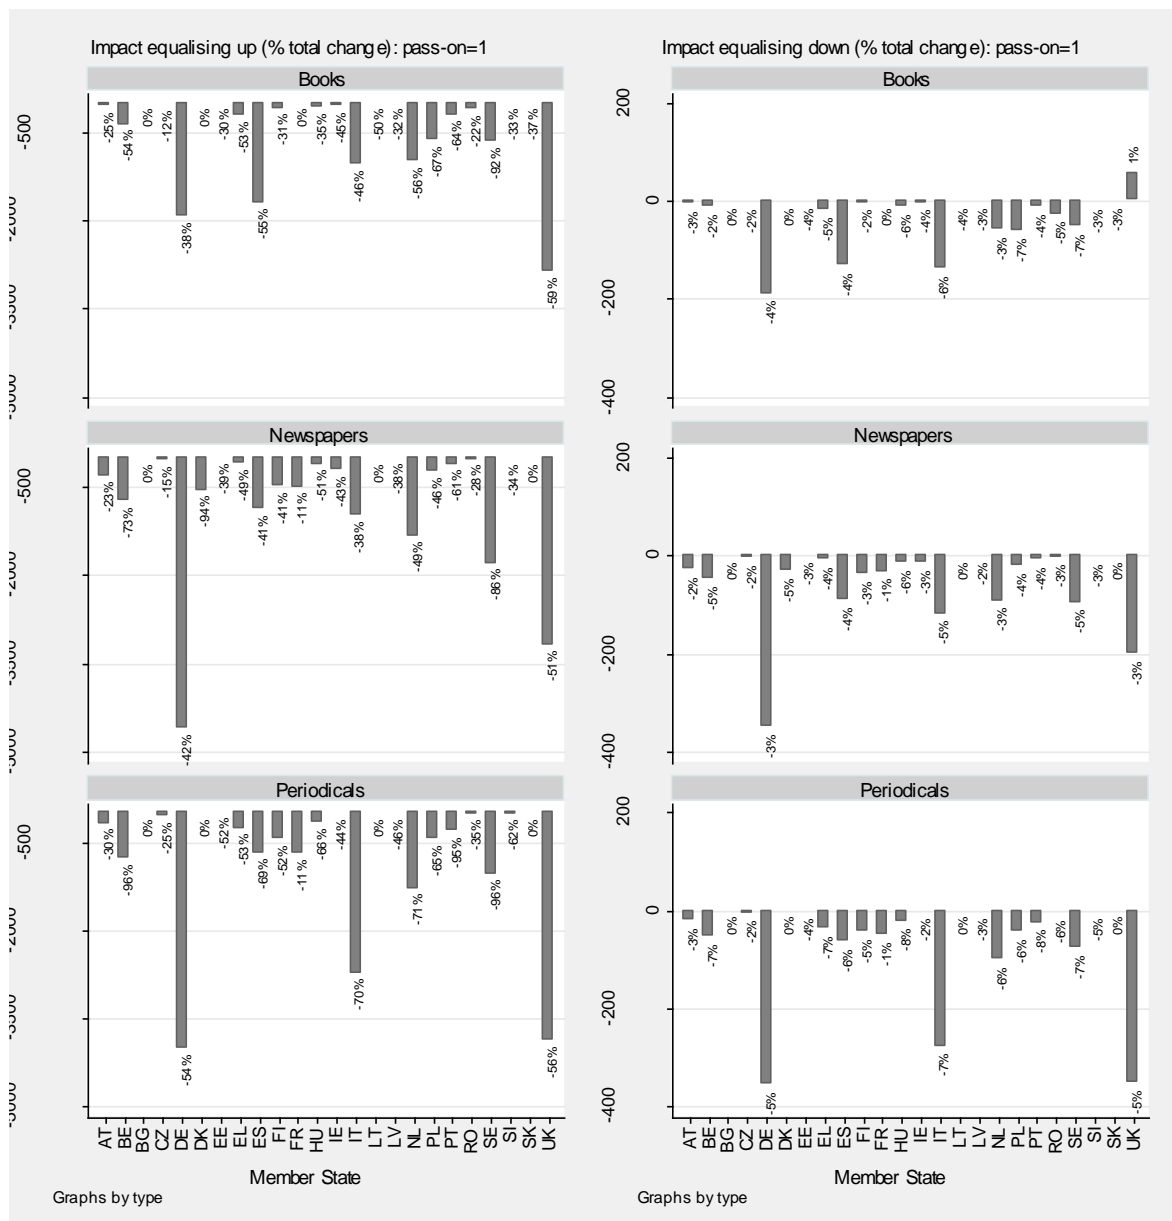 Impact equalising up (% total change): pass-on=1
Books
-500
-25% -54% 0% -12% -38% 0% -30% -53% -55% -31% 0% -35% -45% -46% -50% -32% -56% -67% -64% -22% -92% -33% -37% -59%
Newspapers
-500
-23% -73% 0% -15% -42% -94% -39% -49% -41% -41% -11% -51% -43% -38% 0% -38% -49% -46% -61% -28% -86% -34% 0% -51%
Periodicals
-500
-30% -96% 0% -25% -54% 0% -52% -53% -69% -52% -11% -66% -44% -70% 0% -46% -71% -65% -95% -35% -96% -62% 0% -56%
AT BE BG CZ DE DK EE EL ES FI FR HU IE IT LT LV NL PL PT RO SE SI SK UK
Member State
Graphs by type
Impact equalising down (% total change): pass-on=1
Books
200
0
-200
-400
-3% -2% 0% -2% -4% 0% -4% -5% -4% -2% 0% -6% -4% -6% -4% -3% -3% -7% -4% -5% -7% -3% -3% 1%
Newspapers
200
0
-200
-400
-2% -5% 0% -2% -3% -5% -3% -4% -4% -3% -1% -6% -3% -5% 0% -2% -3% -4% -4% -3% -5% -3% 0% -3%
Periodicals
200
0
-200
-400
-3% -7% 0% -2% -5% 0% -4% -7% -6% -5% -1% -8% -2% -7% 0% -3% -6% -6% -8% -6% -7% -5% 0% -5%
AT BE BG CZ DE DK EE EL ES FI FR HU IE IT LT LV NL PL PT RO SE SI SK UK
Member State
Graphs by type